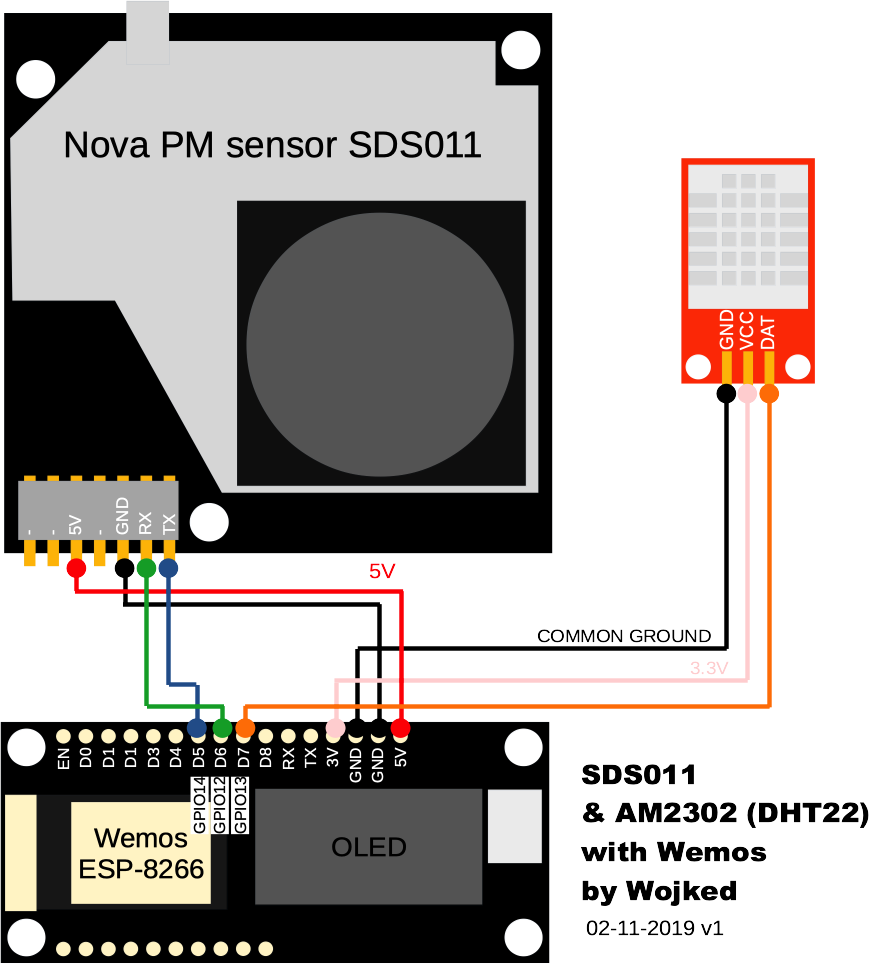 Nova PM sensor SDS011
GND
VCC
DAT
-
-
5V
-
GND
RX
TX
5V
COMMON GROUND
3.3V
EN
D0
D1
D1
D3
D4
D5
D6
D7
D8
RX
TX
3V
GND
GND
5V
GPIO14
GPIO12
GPIO13
Wemos
ESP-8266
OLED
SDS011
& AM2302 (DHT22)
with Wemos
by Wojked
02-11-2019 v1